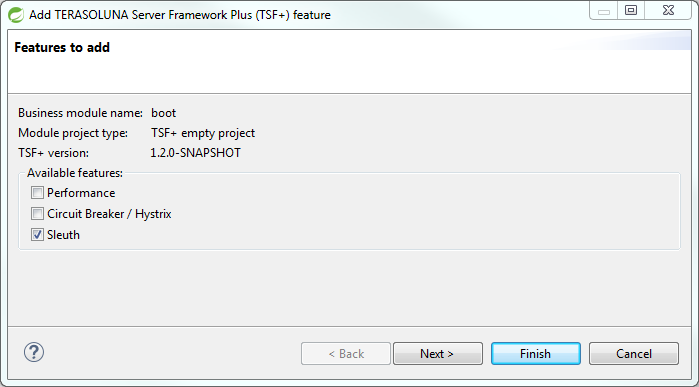 Add TERASOLUNA Server Framework Plus (TSF+) feature
Features to add
Business module name: boot
Module project type: TSF+ empty project
TSF+ version: 1.2.0-SNAPSHOT
Available features:
Performance
Circuit Breaker / Hystrix
Sleuth
? < Back Next > Finish Cancel